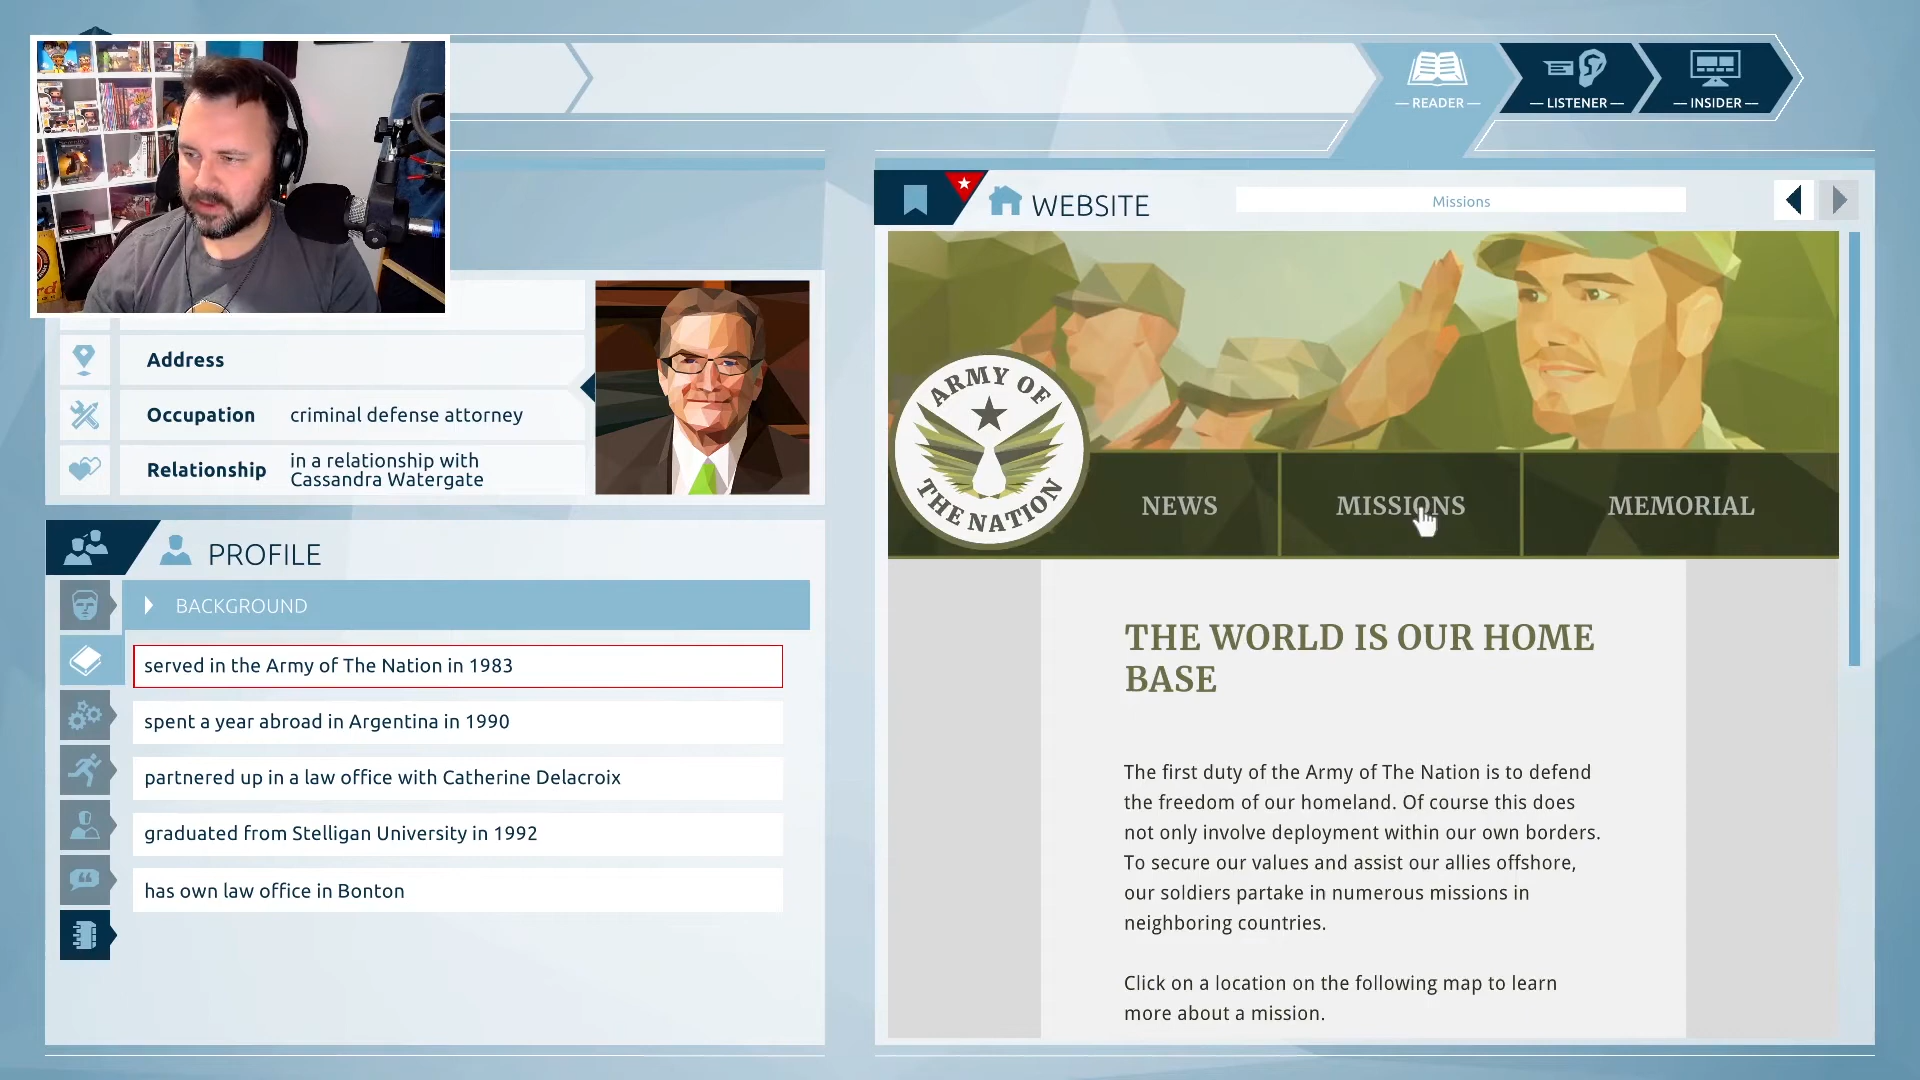 READER
LISTENER
INSIDER
WEBSITE
Missions
Address
Occupation criminal defense attorney
Relationship in a relationship with
Cassandra Watergate
PROFILE
BACKGROUND
served in the Army of The Nation in 1983
spent a year abroad in Argentina in 1990
partnered up in a law office with Catherine Delacroix
graduated from Stelligan University in 1992
has own law office in Bonton
ARMY OF
THE NATION
NEWS
MISSIONS
MEMORIAL
THE WORLD IS OUR HOME
BASE
The first duty of the Army of The Nation is to defend
the freedom of our homeland. Of course this does
not only involve deployment within our own borders.
To secure our values and assist our allies offshore,
our soldiers partake in numerous missions in
neighboring countries.
Click on a location on the following map to learn
more about a mission.